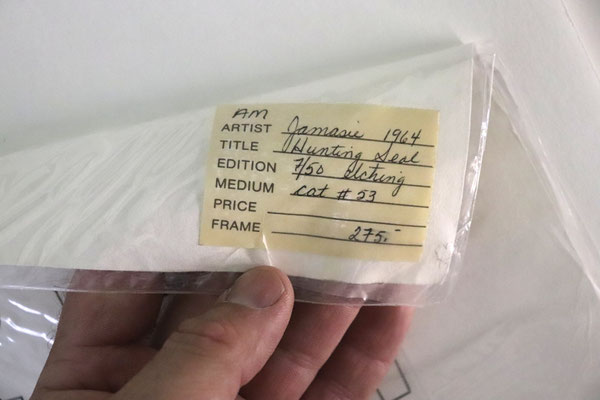 AM
ARTIST Jamasie 1964
TITLE Hunting Seal
EDITION 7/50 etching
MEDIUM cat # 53
PRICE
FRAME 275.-